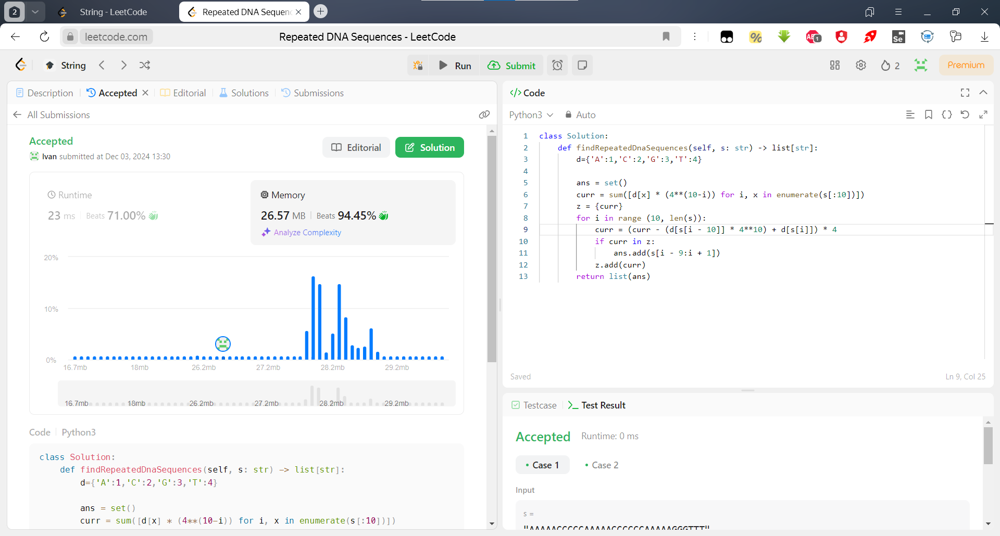 2
String - LeetCode
Repeated DNA Sequen
leetcode.com
Repeated DNA Sequences - LeetCode
String
Run
Submit
2
Premium
Description
Accepted
Editorial
Solutions
Submissions
All Submissions
Accepted
Ivan submitted at Dec 03, 2024 13:30
Editorial
Solution
Runtime
23 ms
Beats 71.00%
Memory
26.57 MB
Beats 94.45%
Analyze Complexity
20%
10%
0%
16.7mb 18mb 26.2mb 27.2mb 28.2mb 29.2mb
16.7mb 18mb 26.2mb 27.2mb 28.2mb 29.2mb
Code
Python3
class Solution:
def findRepeatedDnaSequences(self, s: str) -> list[str]:
d={'A':1,'C':2,'G':3,'T':4}
ans = set()
curr = sum([d[x] * (4**(10-i)) for i, x in enumerate(s[:10])])
</> Code
Python3
Auto
1 class Solution:
2 def findRepeatedDnaSequences(self, s: str) -> list[str]:
3 d={'A':1,'C':2,'G':3,'T':4}
4
5 ans = set()
6 curr = sum([d[x] * (4**(10-i)) for i, x in enumerate(s[:10])])
7 z = {curr}
8 for i in range (10, len(s)):
9 curr = (curr - (d[s[i - 10]] * 4**10) + d[s[i]]) * 4
10 if curr in z:
11 ans.add(s[i - 9:i + 1])
12 z.add(curr)
13 return list(ans)
Saved
Ln 9, Col 25
Testcase
Test Result
Accepted
Runtime: 0 ms
Case 1
Case 2
Input
s =
"AAAAACCCCCAAAAACCCCCCAAAAAGGGTTT"